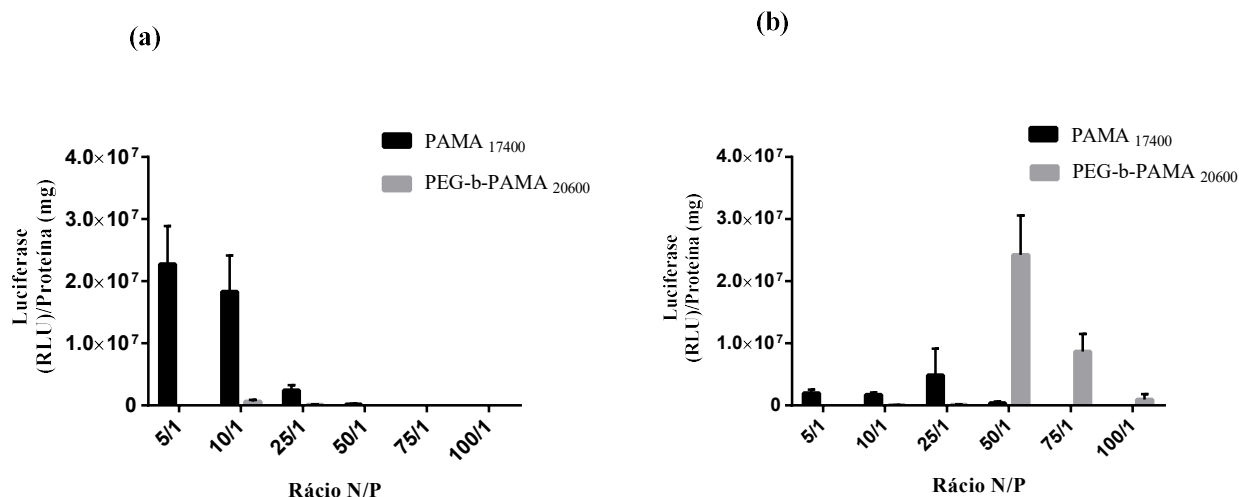 (a)
PAMA 17400
PEG-b-PAMA 20600
4.0×10⁷
3.0×10⁷
2.0×10⁷
1.0×10⁷
0
Luciferase
(RLU)/Proteína (mg)
5/1
10/1
25/1
50/1
75/1
100/1
Rácio N/P
(b)
PAMA 17400
PEG-b-PAMA 20600
4.0×10⁷
3.0×10⁷
2.0×10⁷
1.0×10⁷
0
Luciferase
(RLU)/Proteína (mg)
5/1
10/1
25/1
50/1
75/1
100/1
Rácio N/P